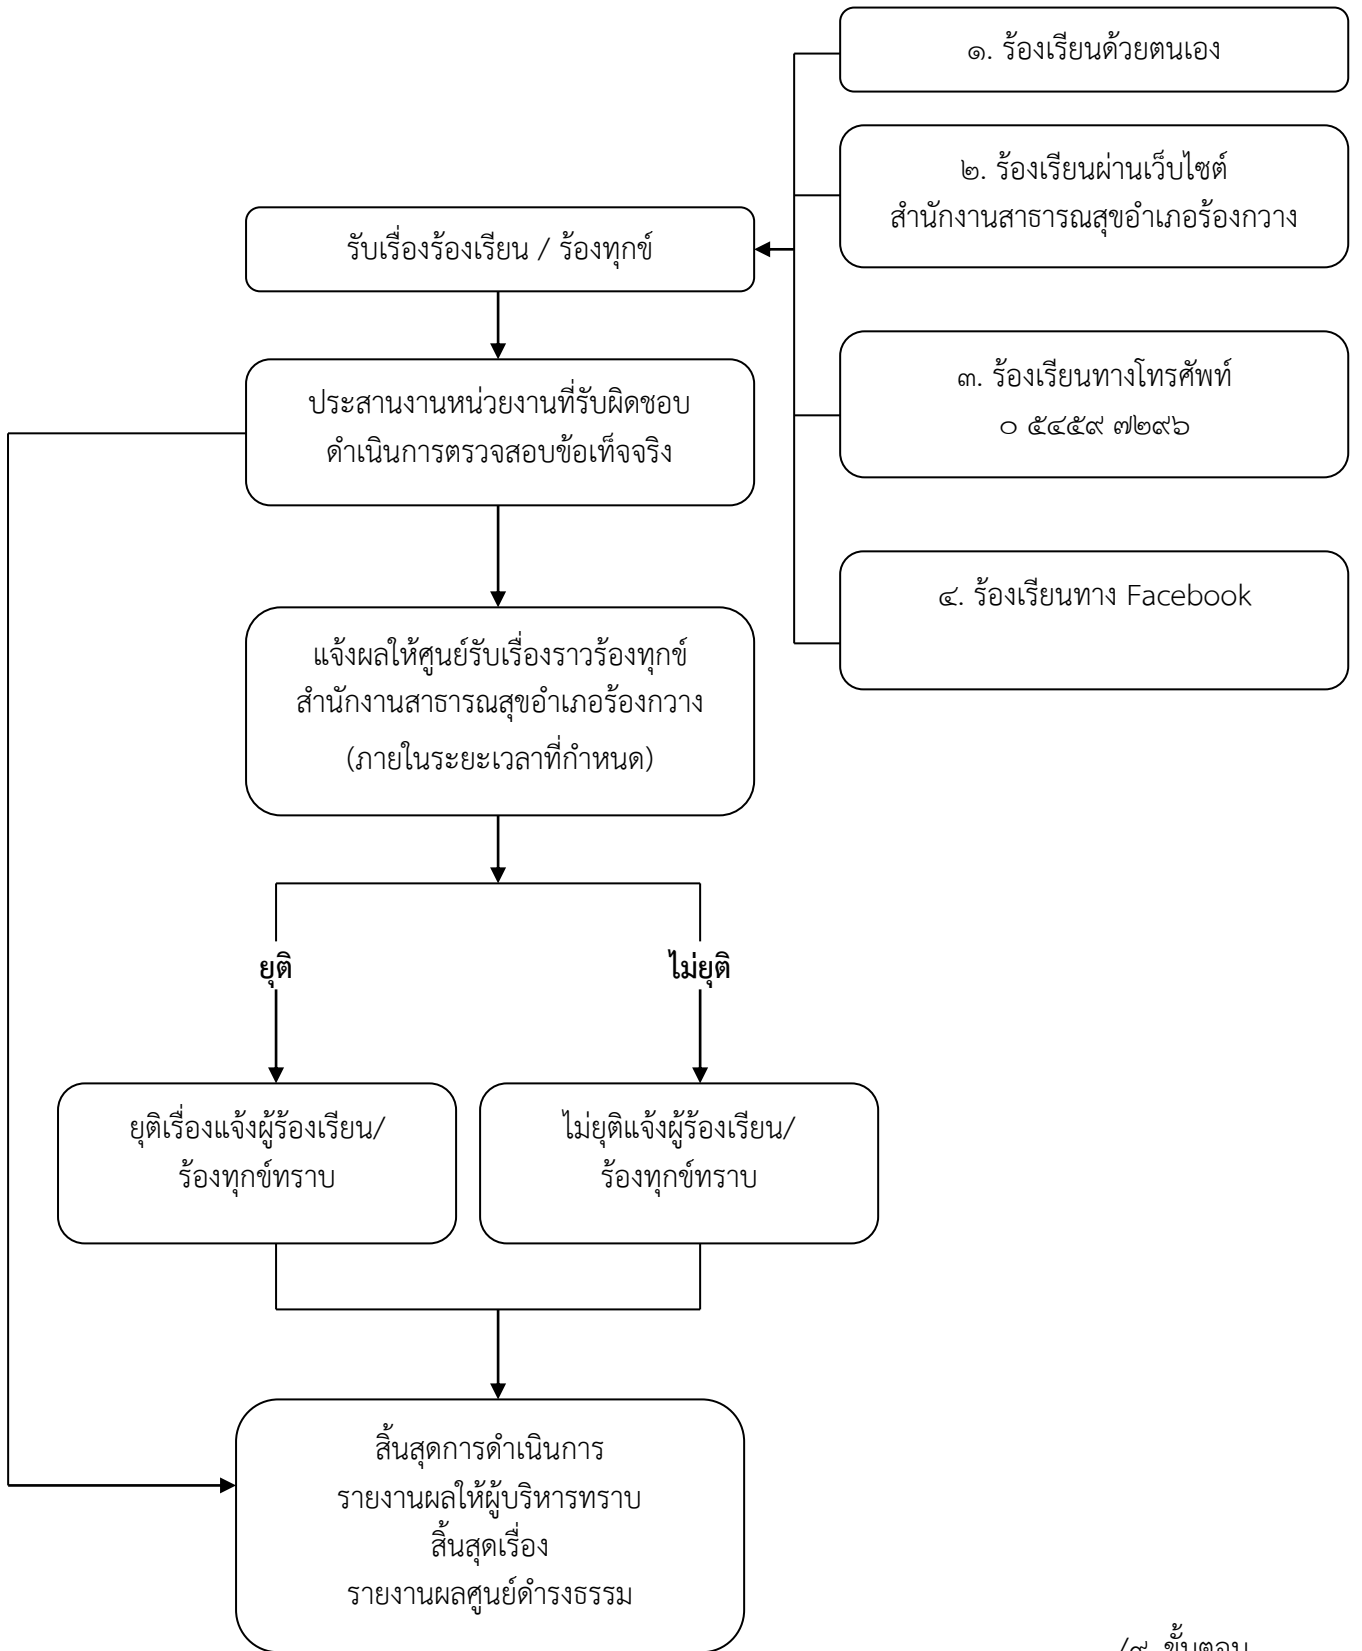 ๑. ร้องเรียนด้วยตนเอง
๒. ร้องเรียนผ่านเว็บไซต์
สำนักงานสาธารณสุขอำเภอร้องกวาง
รับเรื่องร้องเรียน / ร้องทุกข์
๓. ร้องเรียนทางโทรศัพท์
๐ ๕๔๕๙ ๗๒๙๖
ประสานงานหน่วยงานที่รับผิดชอบ
ดำเนินการตรวจสอบข้อเท็จจริง
๔. ร้องเรียนทาง Facebook
แจ้งผลให้ศูนย์รับเรื่องราวร้องทุกข์
สำนักงานสาธารณสุขอำเภอร้องกวาง
(ภายในระยะเวลาที่กำหนด)
ยุติ
ไม่ยุติ
ยุติเรื่องแจ้งผู้ร้องเรียน/
ร้องทุกข์ทราบ
ไม่ยุติแจ้งผู้ร้องเรียน/
ร้องทุกข์ทราบ
สิ้นสุดการดำเนินการ
รายงานผลให้ผู้บริหารทราบ
สิ้นสุดเรื่อง
รายงานผลศูนย์ดำรงธรรม
ขั้นตอน